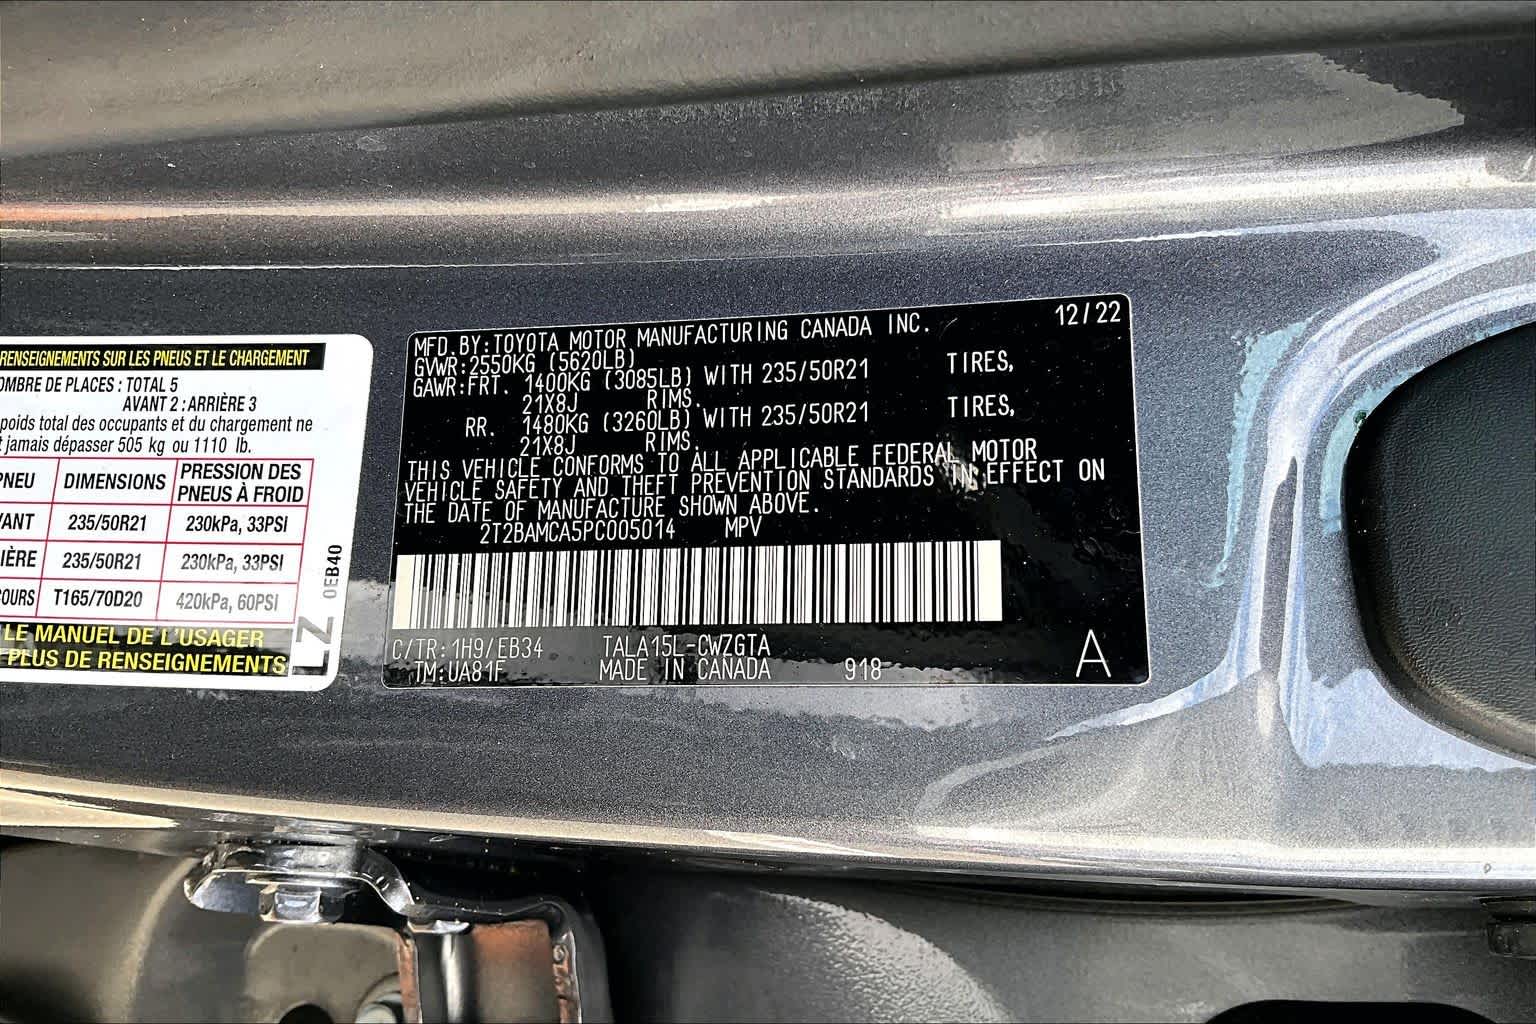 RENSEIGNEMENTS SUR LES PNEUS ET LE CHARGEMENT
OMBRE DE PLACES : TOTAL 5
AVANT 2 : ARRIÈRE 3
poids total des occupants et du chargement ne
t jamais dépasser 505 kg ou 1110 lb.
PNEU DIMENSIONS PRESSION DES PNEUS À FROID
VANT 235/50R21 230kPa, 33PSI
IÈRE 235/50R21 230kPa, 33PSI
OURS T165/70D20 420kPa, 60PSI
LE MANUEL DE L'USAGER
PLUS DE RENSEIGNEMENTS
LZ 0EB40
12/22
MFD.BY:TOYOTA MOTOR MANUFACTURING CANADA INC.
GVWR:2550KG (5620LB)
GAWR:FRT. 1400KG (3085LB) WITH 235/50R21 TIRES,
21X8J RIMS.
RR. 1480KG (3260LB) WITH 235/50R21 TIRES,
21X8J RIMS.
THIS VEHICLE CONFORMS TO ALL APPLICABLE FEDERAL MOTOR
VEHICLE SAFETY AND THEFT PREVENTION STANDARDS IN EFFECT ON
THE DATE OF MANUFACTURE SHOWN ABOVE.
2T2BAMCA5PC005014 MPV
C/TR:1H9/EB34 TALA15L-CWZGTA
TM:UA81F MADE IN CANADA 918 A